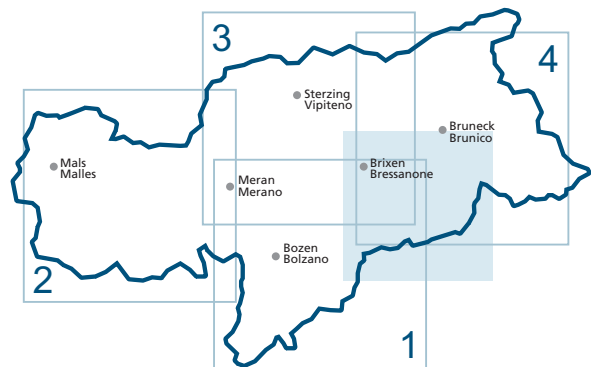 3
4
Sterzing
Vipiteno
Bruneck
Brunico
Mals
Malles
Brixen
Bressanone
Meran
Merano
Bozen
Bolzano
2
1